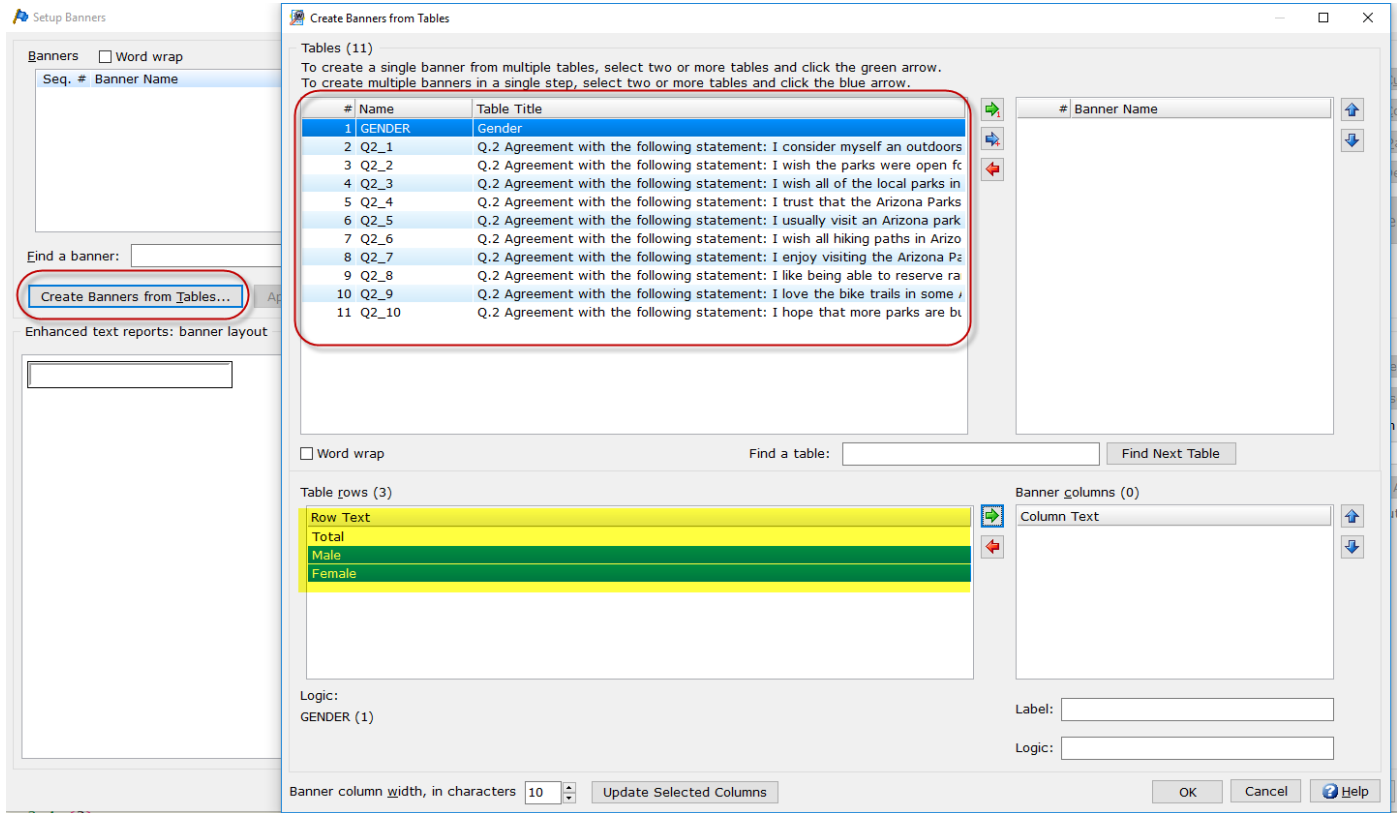 Setup Banners
Banners Word wrap
Seq. # Banner Name
Find a banner:
Create Banners from Tables...
Enhanced text reports: banner layout
Create Banners from Tables
Tables (11)
To create a single banner from multiple tables, select two or more tables and click the green arrow.
To create multiple banners in a single step, select two or more tables and click the blue arrow.
# Name Table Title
1 GENDER Gender
2 Q2_1 Q.2 Agreement with the following statement: I consider myself an outdoors
3 Q2_2 Q.2 Agreement with the following statement: I wish the parks were open
4 Q2_3 Q.2 Agreement with the following statement: I wish all of the local parks in
5 Q2_4 Q.2 Agreement with the following statement: I trust that the Arizona Parks
6 Q2_5 Q.2 Agreement with the following statement: I usually visit an Arizona park
7 Q2_6 Q.2 Agreement with the following statement: I wish all hiking paths in Arizo
8 Q2_7 Q.2 Agreement with the following statement: I enjoy visiting the Arizona
9 Q2_8 Q.2 Agreement with the following statement: I like being able to reserve ra
10 Q2_9 Q.2 Agreement with the following statement: I love the bike trails in some
11 Q2_10 Q.2 Agreement with the following statement: I hope that more parks are
# Banner Name
Word wrap
Find a table:
Find Next Table
Table rows (3)
Row Text
Total
Male
Female
Banner columns (0)
Column Text
Logic:
GENDER (1)
Label:
Logic:
Banner column width, in characters 10
Update Selected Columns
OK
Cancel
Help